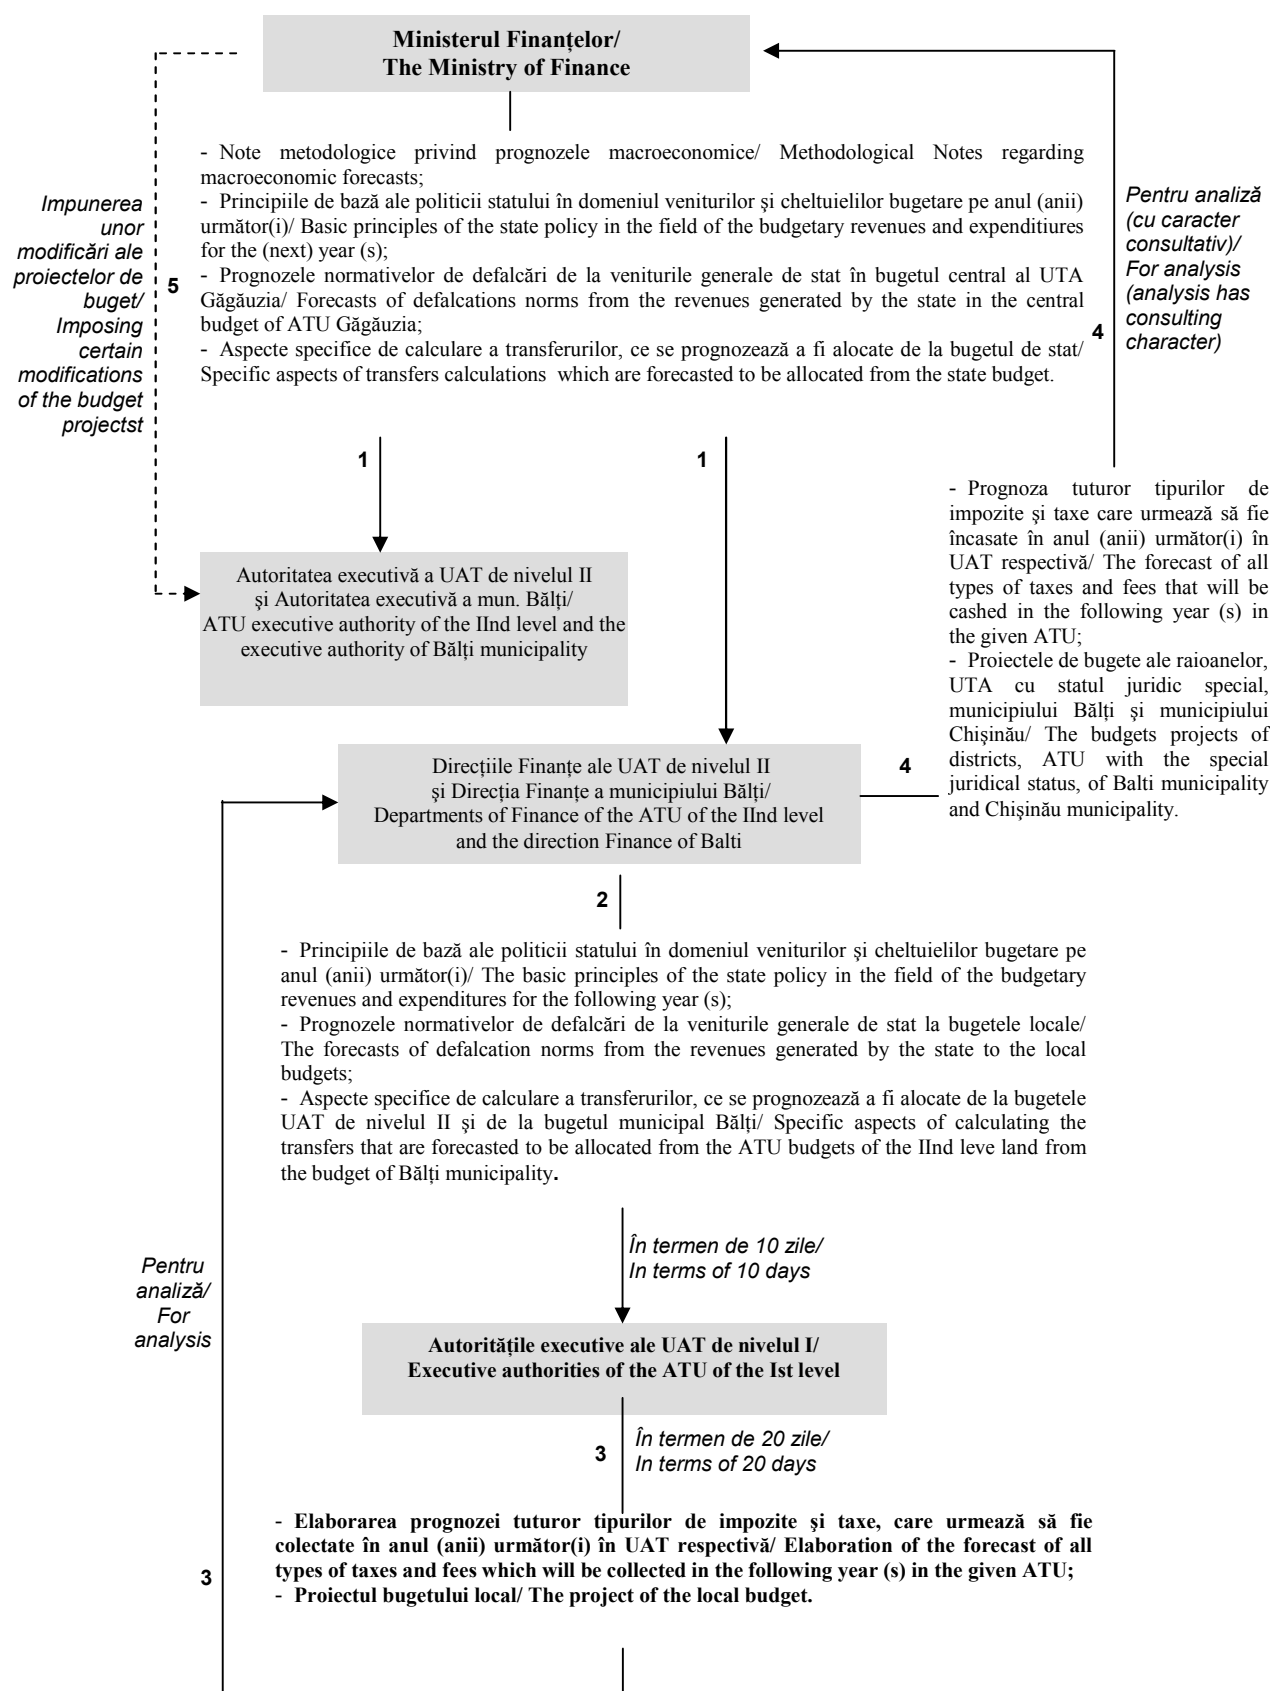 Ministerul Finanțelor/
The Ministry of Finance
- Note metodologice privind prognozele macroeconomice/ Methodological Notes regarding
macroeconomic forecasts;
- Principiile de bază ale politicii statului în domeniul veniturilor şi cheltuielilor bugetare pe anul (anii)
următor(i)/ Basic principles of the state policy in the field of the budgetary revenues and expenditiures
for the (next) year (s);
- Prognozele normativelor de defalcări de la veniturile generale de stat în bugetul central al UTA
Găgăuzia/ Forecasts of defalcations norms from the revenues generated by the state in the central
budget of ATU Găgăuzia;
- Aspecte specifice de calculare a transferurilor, ce se prognozează a fi alocate de la bugetul de stat/
Specific aspects of transfers calculations which are forecasted to be allocated from the state budget.
Impunerea
unor
modificări ale
proiectelor de
buget/
Imposing
certain
modifications
of the budget
projectst
5
Pentru analiză
(cu caracter
consultativ)/
For analysis
(analysis has
consulting
character)
4
1
1
- Prognoza tuturor tipurilor de
impozite şi taxe care urmează să fie
încasate în anul (anii) următor(i) în
UAT respectivă/ The forecast of all
types of taxes and fees that will be
cashed in the following year (s) in
the given ATU;
- Proiectele de bugete ale raioanelor,
UTA cu statul juridic special,
municipiului Bălți şi municipiului
Chişinău/ The budgets projects of
districts, ATU with the special
juridical status, of Balti municipality
and Chişinău municipality.
Autoritatea executivă a UAT de nivelul II
şi Autoritatea executivă a mun. Bălți/
ATU executive authority of the IInd level and the
executive authority of Bălți municipality
Direcțiile Finanțe ale UAT de nivelul II
şi Direcția Finanțe a municipiului Bălți/
Departments of Finance of the ATU of the IInd level
and the direction Finance of Balti
4
2
- Principiile de bază ale politicii statului în domeniul veniturilor şi cheltuielilor bugetare pe
anul (anii) următor(i)/ The basic principles of the state policy in the field of the budgetary
revenues and expenditures for the following year (s);
- Prognozele normativelor de defalcări de la veniturile generale de stat la bugetele locale/
The forecasts of defalcation norms from the revenues generated by the state to the local
budgets;
- Aspecte specifice de calculare a transferurilor, ce se prognozează a fi alocate de la bugetele
UAT de nivelul II şi de la bugetul municipal Bălți/ Specific aspects of calculating the
transfers that are forecasted to be allocated from the ATU budgets of the IInd leve land from
the budget of Bălți municipality.
În termen de 10 zile/
In terms of 10 days
Pentru
analiză/
For
analysis
Autoritățile executive ale UAT de nivelul I/
Executive authorities of the ATU of the Ist level
3
În termen de 20 zile/
In terms of 20 days
- Elaborarea prognozei tuturor tipurilor de impozite şi taxe, care urmează să fie
colectate în anul (anii) următor(i) în UAT respectivă/ Elaboration of the forecast of all
types of taxes and fees which will be collected in the following year (s) in the given ATU;
- Proiectul bugetului local/ The project of the local budget.
3